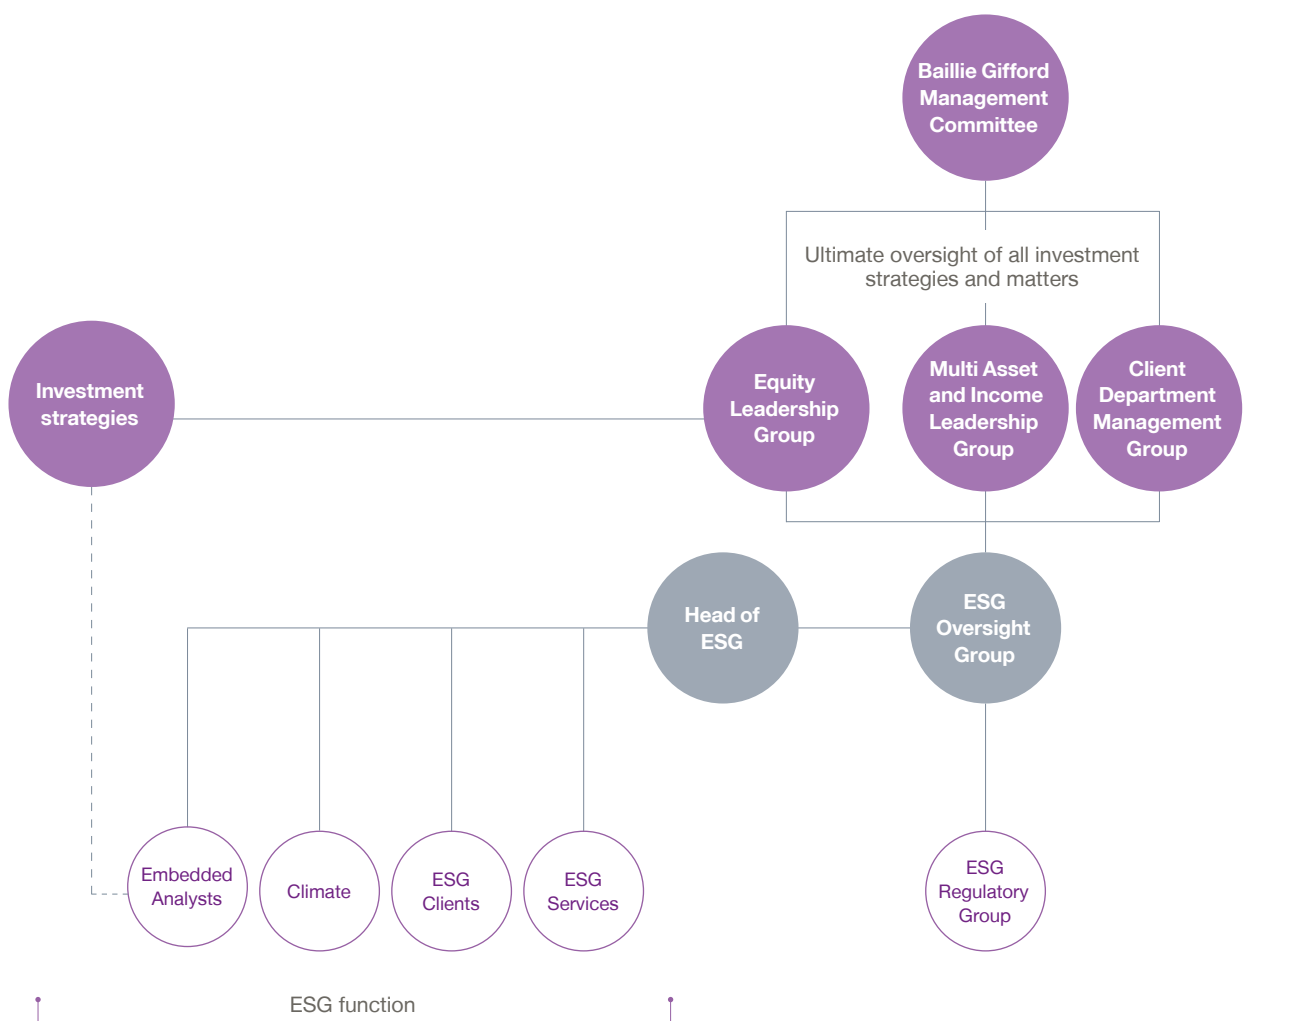 Baillie Gifford
Management
Committee
Ultimate oversight of all investment
strategies and matters
Investment
strategies
Equity
Leadership
Group
Multi Asset
and Income
Leadership
Group
Client
Department
Management
Group
Head of
ESG
ESG
Oversight
Group
Embedded
Analysts
Climate
ESG
Clients
ESG
Services
ESG
Regulatory
Group
ESG function